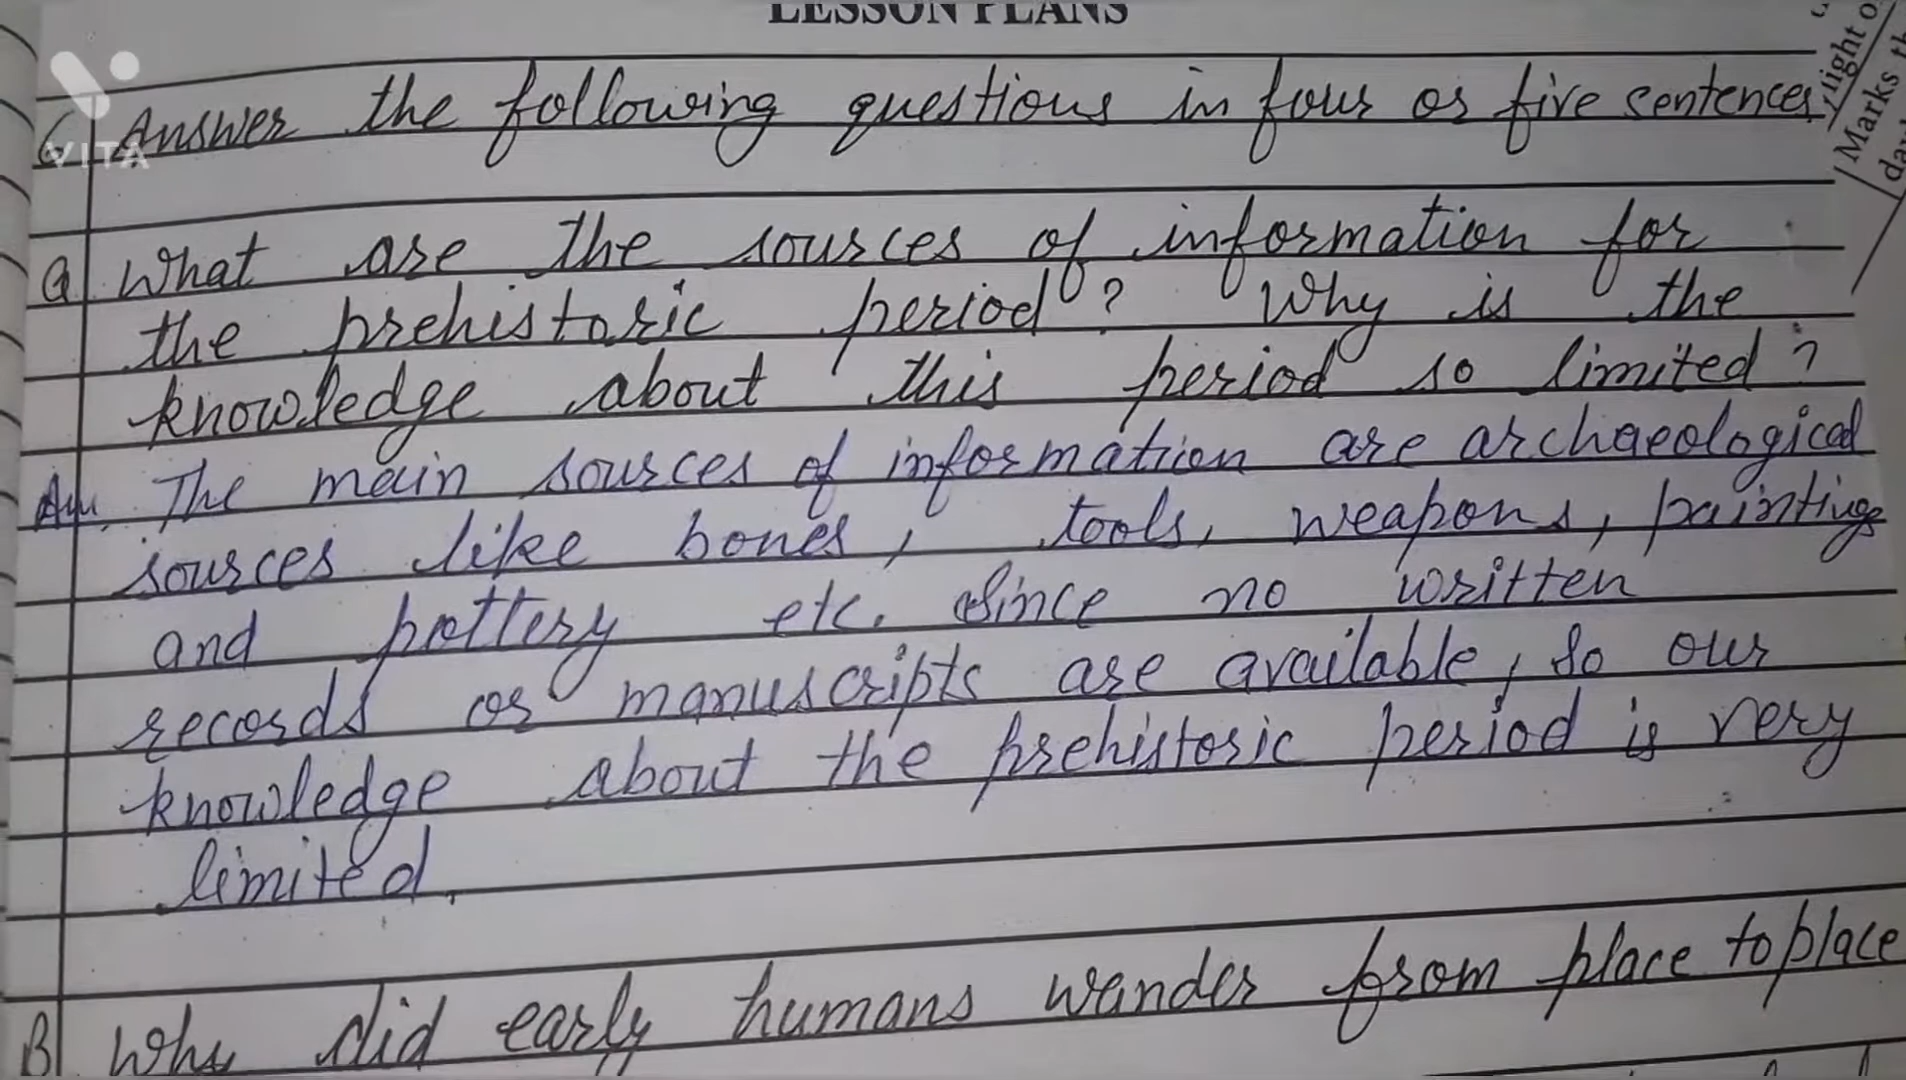 LESSON PLANS
VITA
Answer the following questions in four or five sentences.
Q What are the sources of information for
the prehistoric period? Why is the
knowledge about this period so limited?
Ans. The main sources of information are archaeological
sources like bones, tools, weapons, paintings
and pottery etc. Since no written
records or manuscripts are available, So our
knowledge about the prehistoric period is very
limited.
B Why did early humans wander from place to place
light
Marks